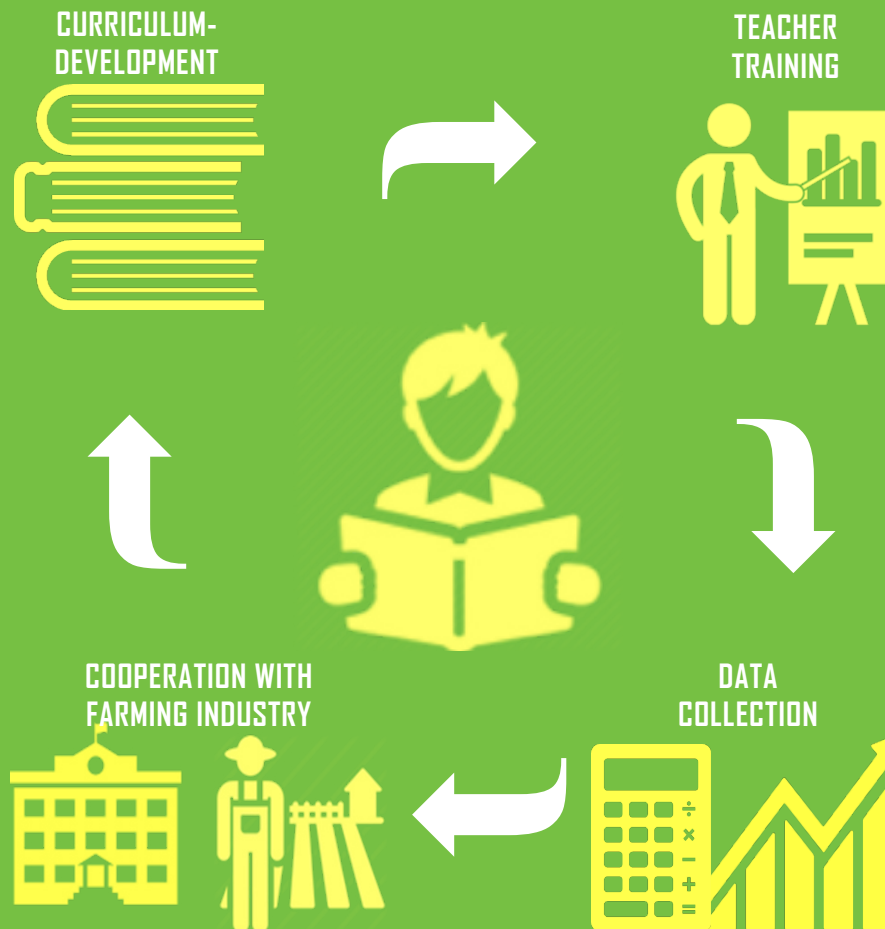 CURRICULUM-
DEVELOPMENT
TEACHER
TRAINING
COOPERATION WITH
FARMING INDUSTRY
DATA
COLLECTION
÷
×
−
+
=